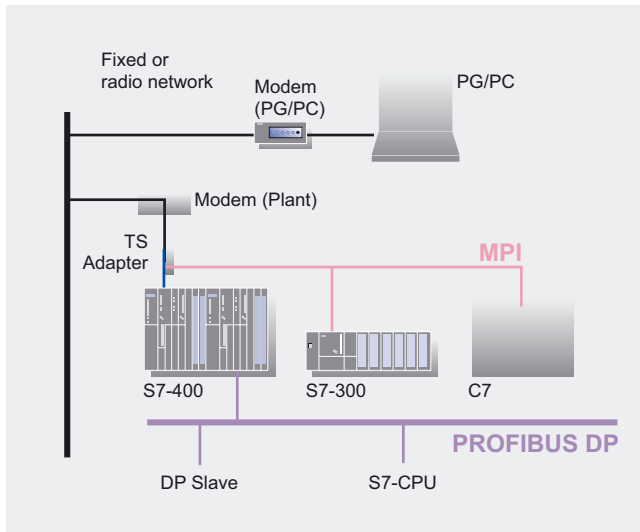 Fixed or
radio network
Modem
(PG/PC)
PG/PC
Modem (Plant)
TS
Adapter
MPI
S7-400
S7-300
C7
PROFIBUS DP
DP Slave
S7-CPU